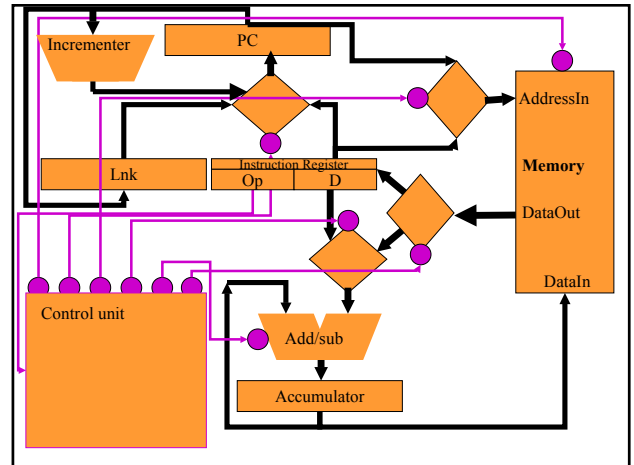 PC
Incrementer
AddressIn
Memory
Instruction Register
Lnk
Op
D
DataOut
DataIn
Control unit
Add/sub
Accumulator